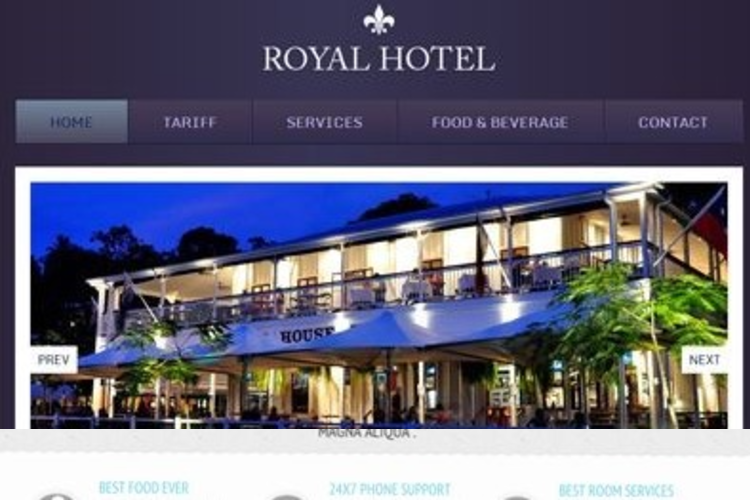 ROYAL HOTEL
HOME TARIFF SERVICES FOOD & BEVERAGE CONTACT
HOUSE
PREV NEXT
MAGNA ALIQUA .
BEST FOOD EVER 24X7 PHONE SUPPORT BEST ROOM SERVICES